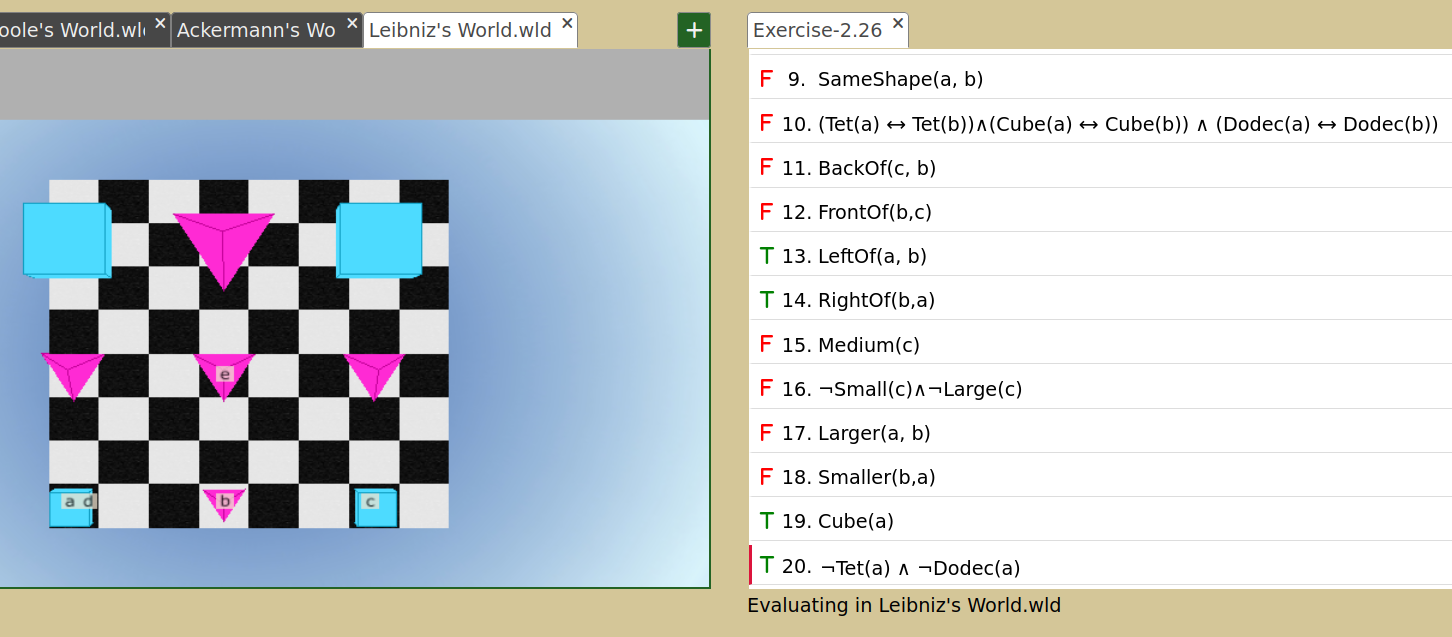 oole's World.wl
Ackermann's Wo
Leibniz's World.wld
+
Exercise-2.26
F 9. SameShape(a, b)
F 10. (Tet(a) ↔ Tet(b))∧(Cube(a) ↔ Cube(b)) ∧ (Dodec(a) ↔ Dodec(b))
F 11. BackOf(c, b)
F 12. FrontOf(b,c)
T 13. LeftOf(a, b)
T 14. RightOf(b,a)
F 15. Medium(c)
F 16. ¬Small(c)∧¬Large(c)
F 17. Larger(a, b)
F 18. Smaller(b,a)
T 19. Cube(a)
T 20. ¬Tet(a) ∧ ¬Dodec(a)
e
a d
b
c
Evaluating in Leibniz's World.wld